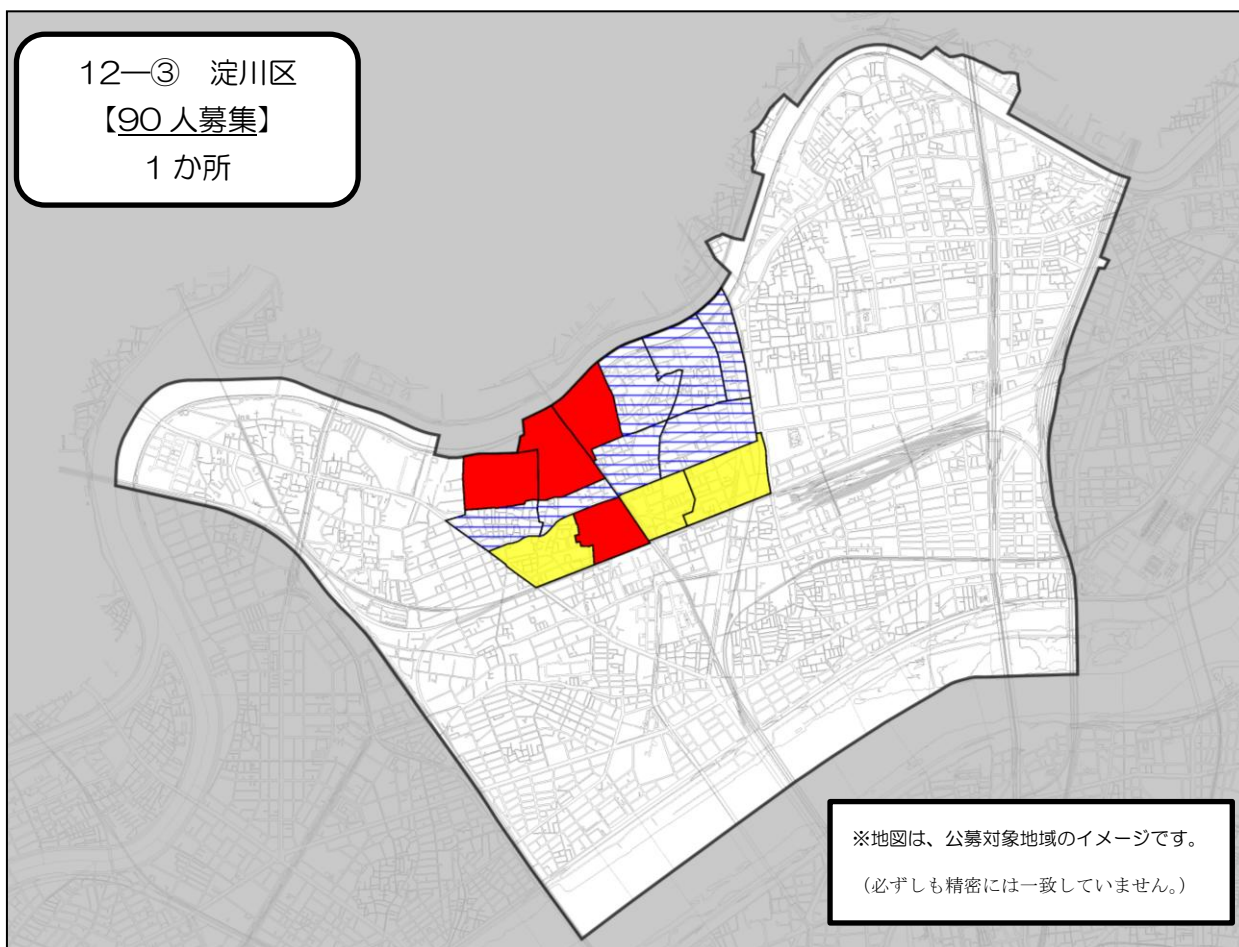 12―③ 淀川区
【90人募集】
1か所
※地図は、公募対象地域のイメージです。
(必ずしも精密には一致していません。)